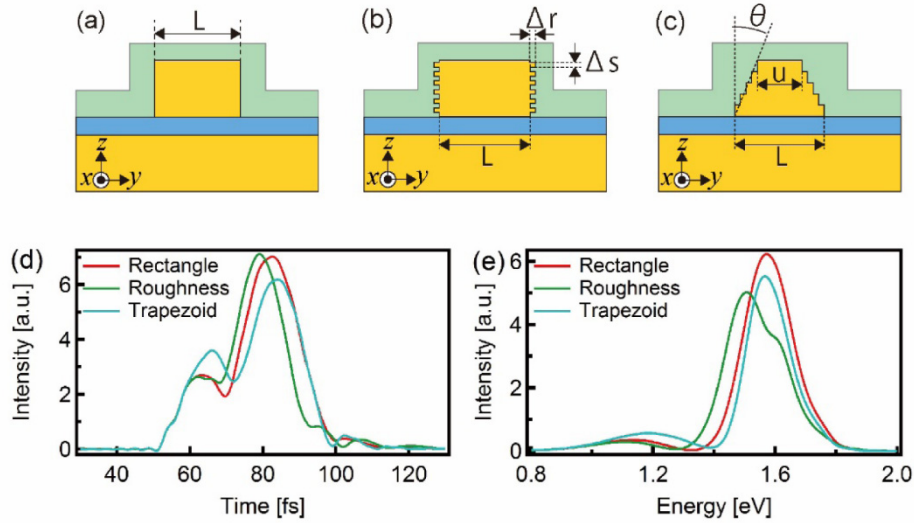 (a)
L
z
x
y
(b)
Δr
Δs
L
z
x
y
(c)
θ
u
L
z
x
y
(d)
Rectangle
Roughness
Trapezoid
Intensity [a.u.]
6
4
2
0
40 60 80 100 120
Time [fs]
(e)
Rectangle
Roughness
Trapezoid
Intensity [a.u.]
6
4
2
0
0.8 1.2 1.6 2.0
Energy [eV]